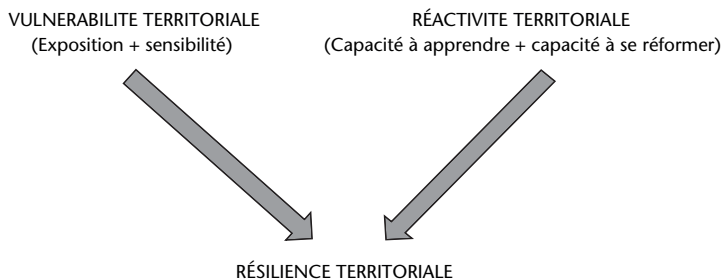 VULNERABILITE TERRITORIALE
(Exposition + sensibilité)
RÉACTIVITE TERRITORIALE
(Capacité à apprendre + capacité à se réformer)
RÉSILIENCE TERRITORIALE